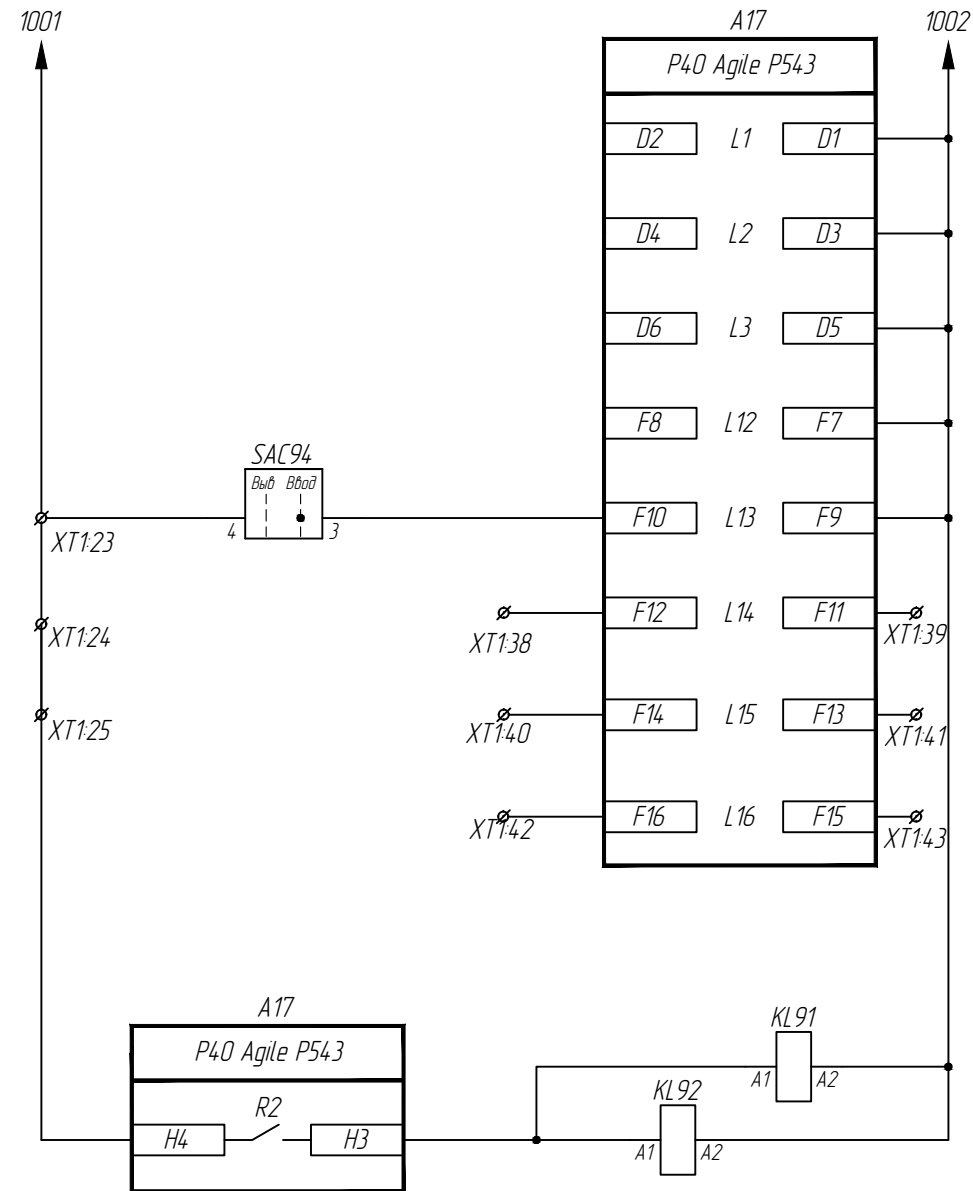 1001
A17
1002
P40 Agile P543
D2 L1 D1
D4 L2 D3
D6 L3 D5
F8 L12 F7
SAC94
Выв Ввод
4 3
F10 L13 F9
XT1:23
XT1:24
F12 L14 F11
XT1:38
XT1:39
XT1:25
F14 L15 F13
XT1:40
XT1:41
F16 L16 F15
XT1:42
XT1:43
A17
P40 Agile P543
R2
H4 H3
KL91
A1 A2
KL92
A1 A2